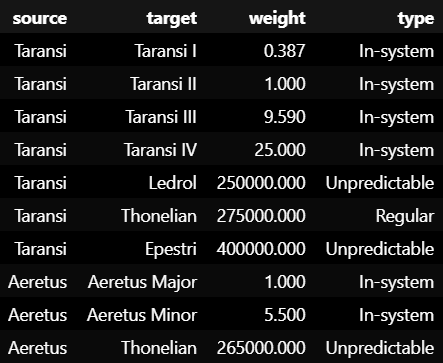 source target weight type
Taransi Taransi I 0.387 In-system
Taransi Taransi II 1.000 In-system
Taransi Taransi III 9.590 In-system
Taransi Taransi IV 25.000 In-system
Taransi Ledrol 250000.000 Unpredictable
Taransi Thonelian 275000.000 Regular
Taransi Epestri 400000.000 Unpredictable
Aeretus Aeretus Major 1.000 In-system
Aeretus Aeretus Minor 5.500 In-system
Aeretus Thonelian 265000.000 Unpredictable